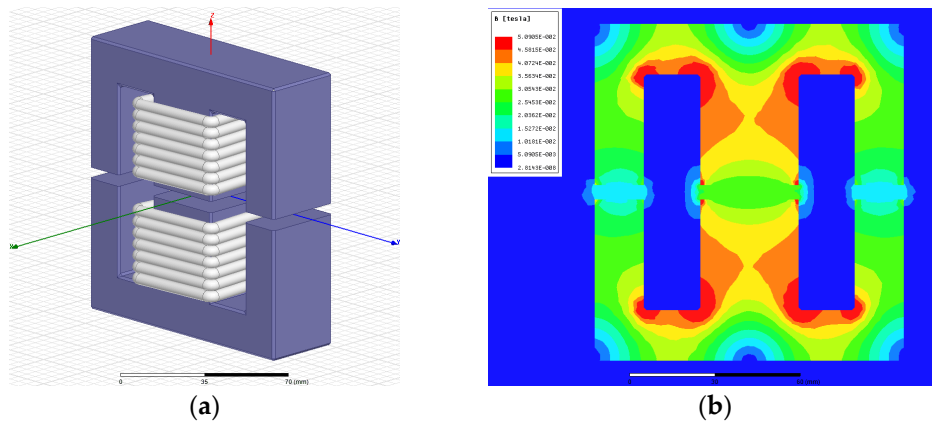 Z
X
Y
0 35 70 (mm)
(a)
B [tesla]
5.0905E-002
4.5815E-002
4.0724E-002
3.5634E-002
3.0543E-002
2.5453E-002
2.0362E-002
1.5272E-002
1.0181E-002
5.0905E-003
2.8143E-008
0 (mm)
(b)